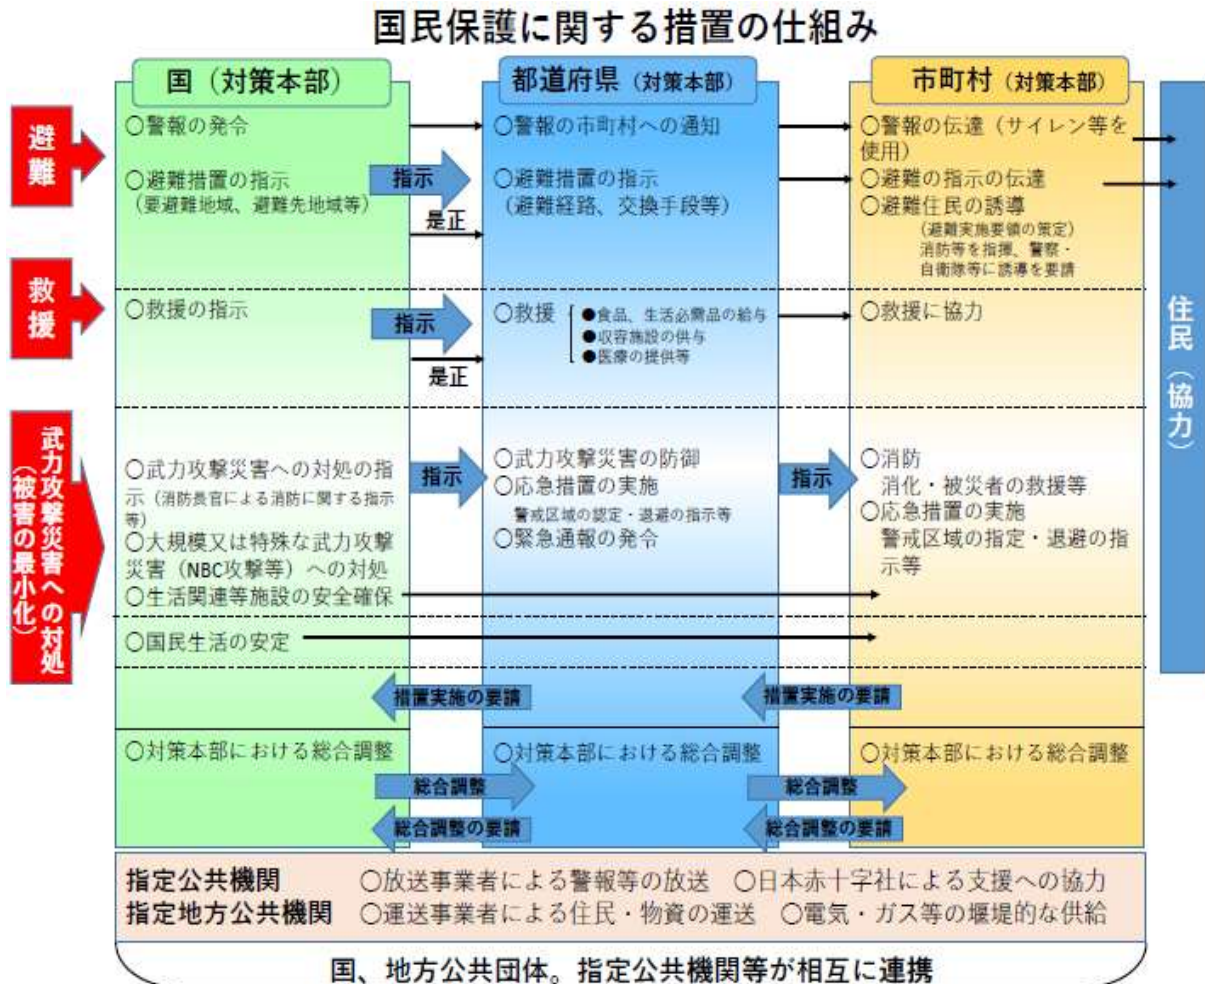 国民保護に関する措置の仕組み
国（対策本部）
都道府県（対策本部）
市町村（対策本部）
避難
○警報の発令
○警報の市町村への通知
○警報の伝達（サイレン等を
使用）
○避難措置の指示
（要避難地域、避難先地域等）
指示
是正
○避難措置の指示
（避難経路、交換手段等）
○避難の指示の伝達
○避難住民の誘導
（避難実施要領の策定）
消防等を指揮、警察・
自衛隊等に誘導を要請
救援
○救援の指示
指示
是正
○救援
●食品、生活必需品の給与
●収容施設の供与
●医療の提供等
○救援に協力
住民（協力）
武力攻撃災害への対処
（被害の最小化）
○武力攻撃災害への対処の指
示（消防長官による消防に関する指示
等）
○大規模又は特殊な武力攻撃
災害（NBC攻撃等）への対処
○生活関連等施設の安全確保
指示
○武力攻撃災害の防御
○応急措置の実施
警戒区域の認定・退避の指示等
○緊急通報の発令
指示
○消防
消化・被災者の救援等
○応急措置の実施
警戒区域の指定・退避の指
示等
○国民生活の安定
措置実施の要請
措置実施の要請
○対策本部における総合調整
○対策本部における総合調整
○対策本部における総合調整
総合調整
総合調整
総合調整の要請
総合調整の要請
指定公共機関　○放送事業者による警報等の放送　○日本赤十字社による支援への協力
指定地方公共機関　○運送事業者による住民・物資の運送　○電気・ガス等の堰堤的な供給
国、地方公共団体。指定公共機関等が相互に連携